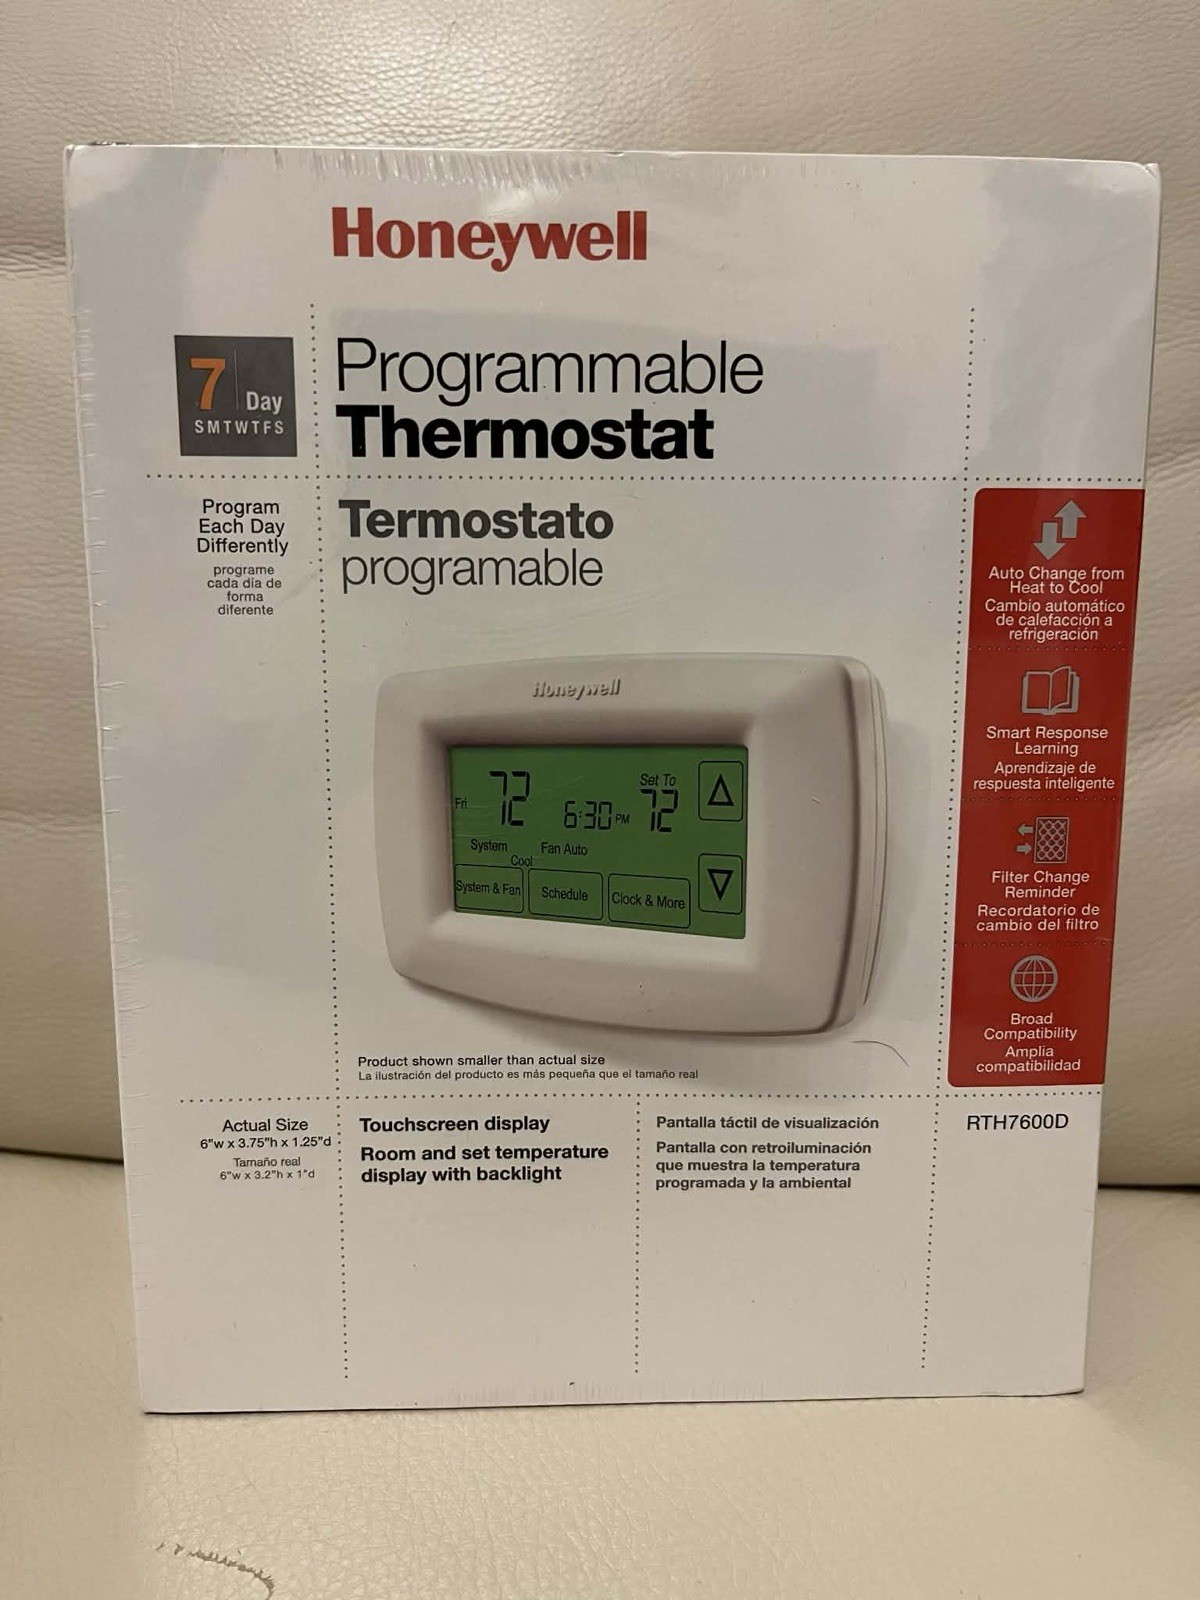 Honeywell
7 Day
SMTWTFS
Programmable
Thermostat
Program
Each Day
Differently
programe
cada día de
forma
diferente
Termostato
programable
Auto Change from
Heat to Cool
Cambio automático
de calefacción a
refrigeración
Smart Response
Learning
Aprendizaje de
respuesta inteligente
Filter Change
Reminder
Recordatorio de
cambio del filtro
Broad
Compatibility
Amplia
compatibilidad
Honeywell
Fri 72 6:30 PM Set To 72
System Fan Auto
Cool
System & Fan Schedule Clock & More
Product shown smaller than actual size
La ilustración del producto es más pequeña que el tamaño real
Actual Size
6"w x 3.75"h x 1.25"d
Tamaño real
6"w x 3.2"h x 1"d
Touchscreen display
Room and set temperature
display with backlight
Pantalla táctil de visualización
Pantalla con retroiluminación
que muestra la temperatura
programada y la ambiental
RTH7600D